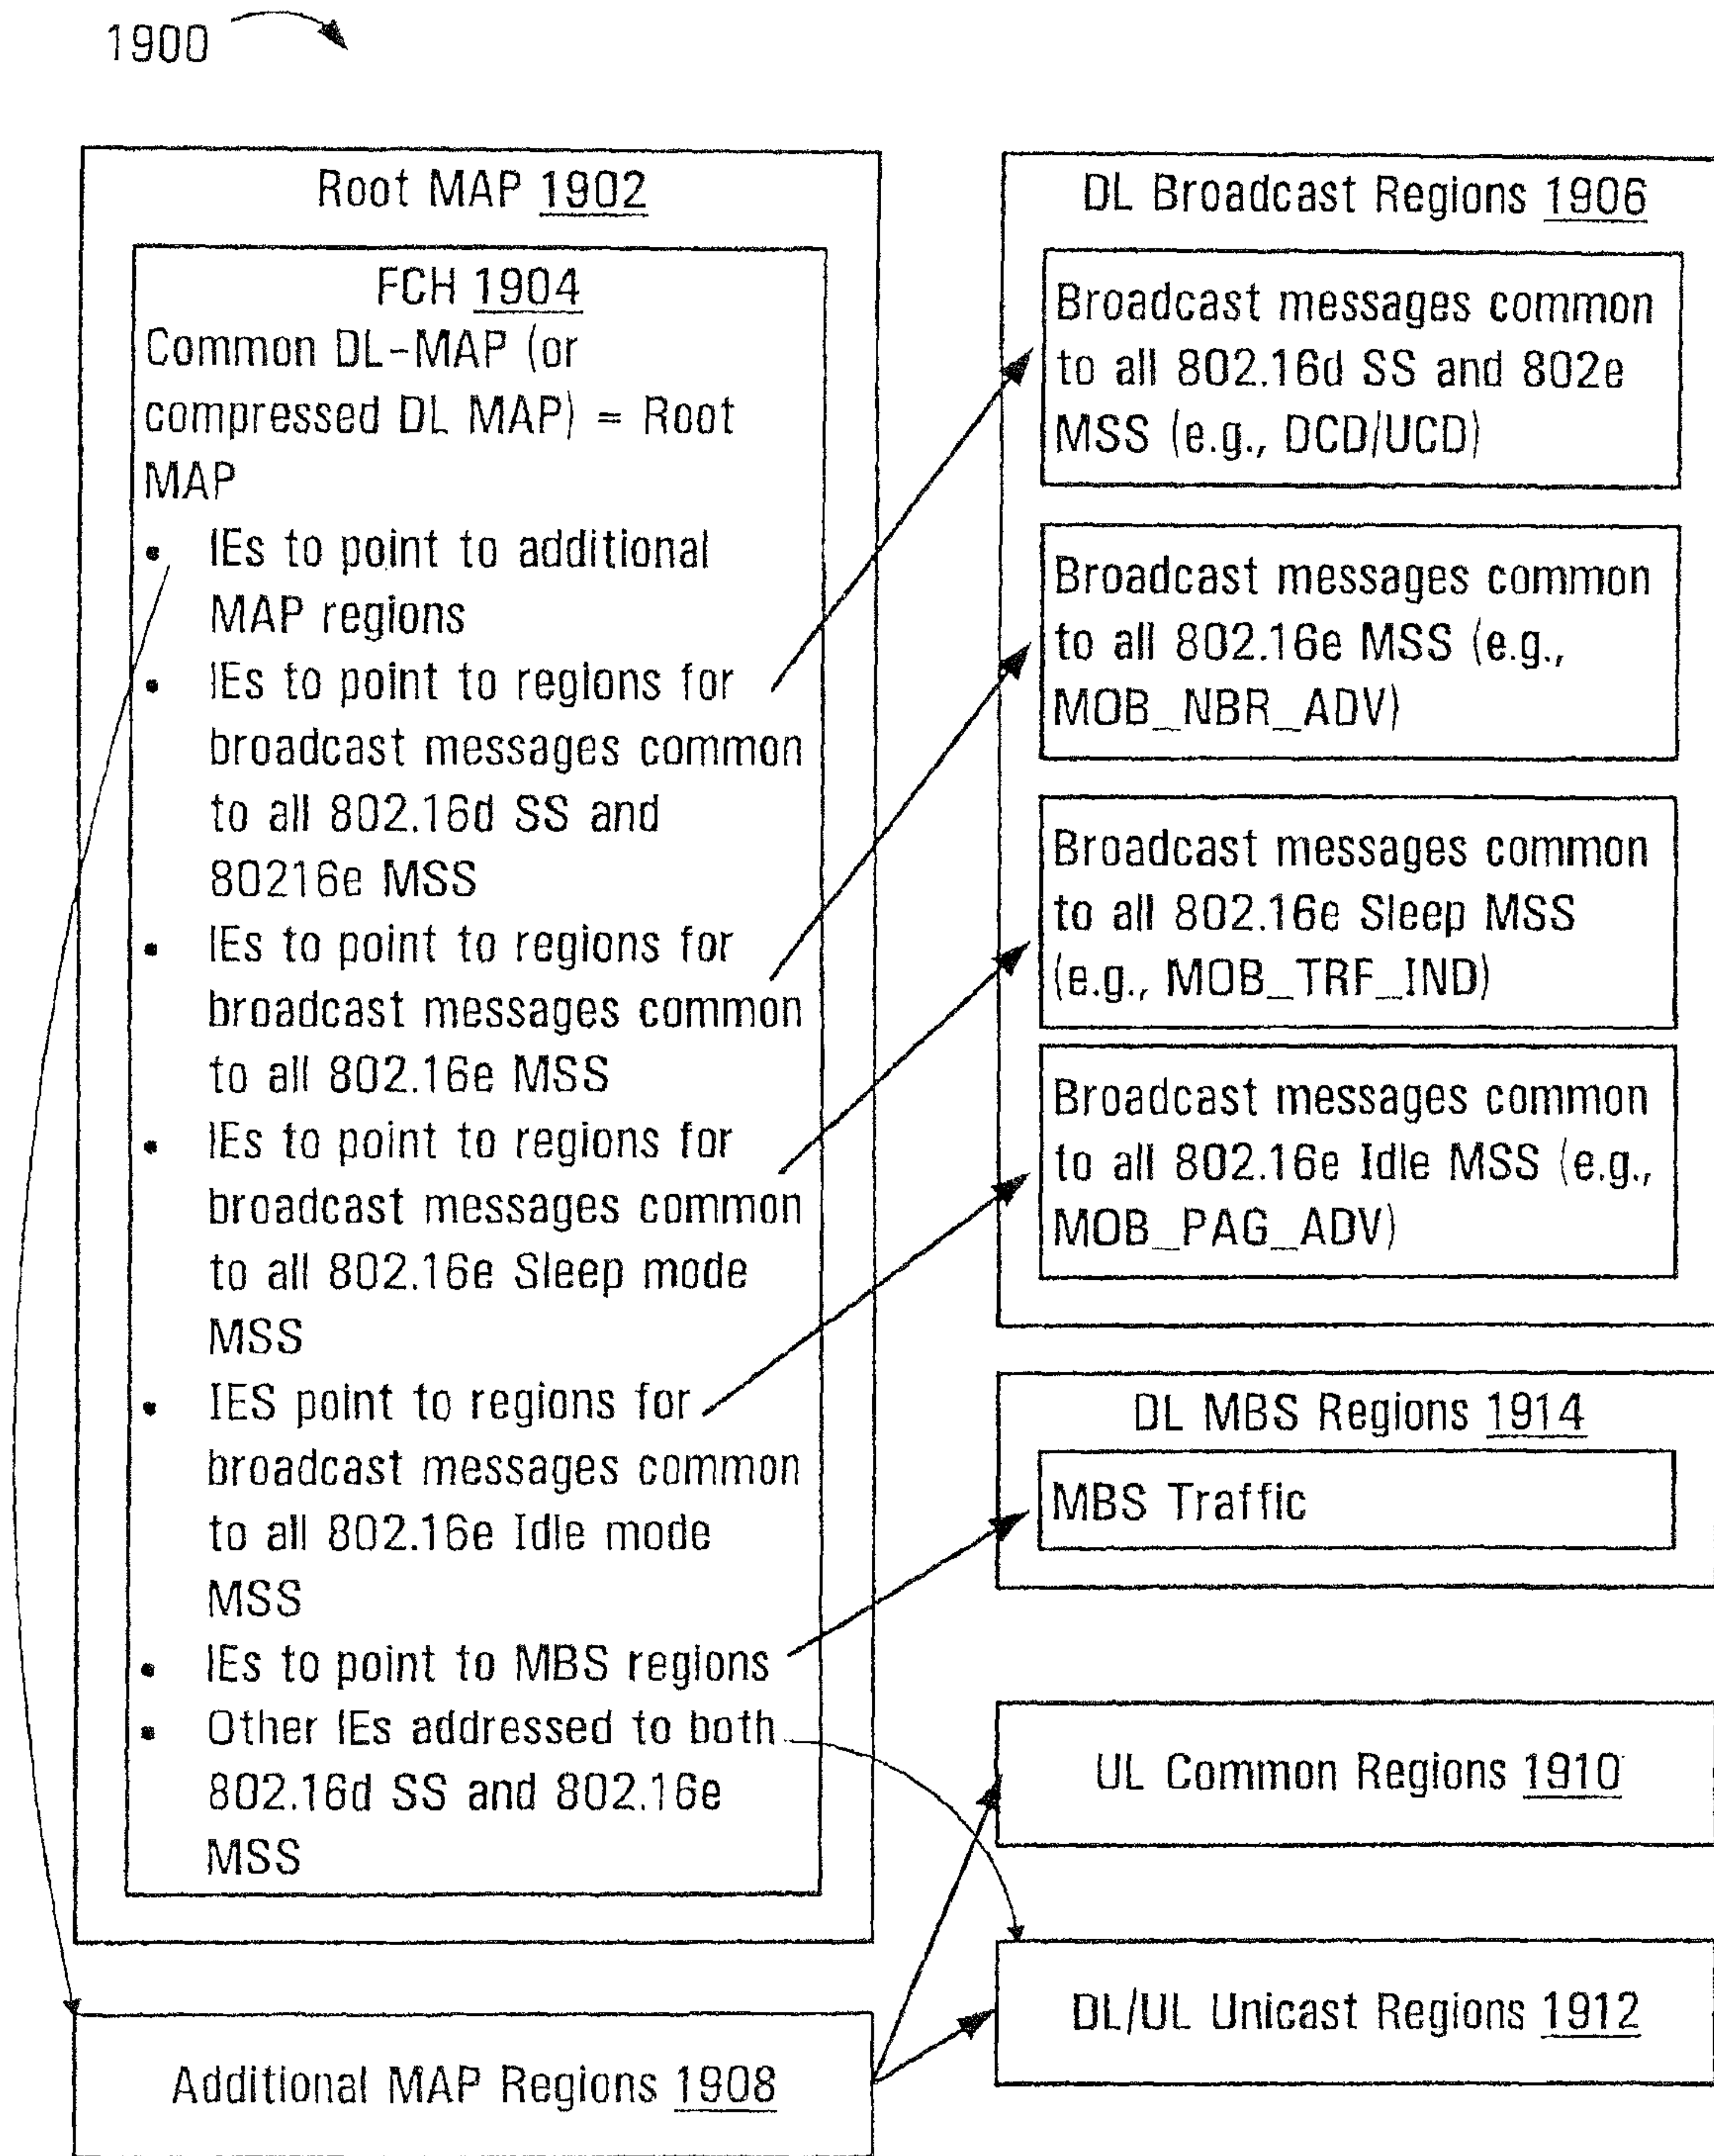 1900
Root MAP 1902
FCH 1904
Common DL-MAP (or
compressed DL MAP) = Root
MAP
• IEs to point to additional
MAP regions
• IEs to point to regions for
broadcast messages common
to all 802.16d SS and
80216e MSS
• IEs to point to regions for
broadcast messages common
to all 802.16e MSS
• IEs to point to regions for
broadcast messages common
to all 802.16e Sleep mode
MSS
• IES point to regions for
broadcast messages common
to all 802.16e Idle mode
MSS
• IEs to point to MBS regions
• Other IEs addressed to both
802.16d SS and 802.16e
MSS
Additional MAP Regions 1908
DL Broadcast Regions 1906
Broadcast messages common
to all 802.16d SS and 802e
MSS (e.g., DCD/UCD)
Broadcast messages common
to all 802.16e MSS (e.g.,
MOB_NBR_ADV)
Broadcast messages common
to all 802.16e Sleep MSS
(e.g., MOB_TRF_IND)
Broadcast messages common
to all 802.16e Idle MSS (e.g.,
MOB_PAG_ADV)
DL MBS Regions 1914
MBS Traffic
UL Common Regions 1910
DL/UL Unicast Regions 1912